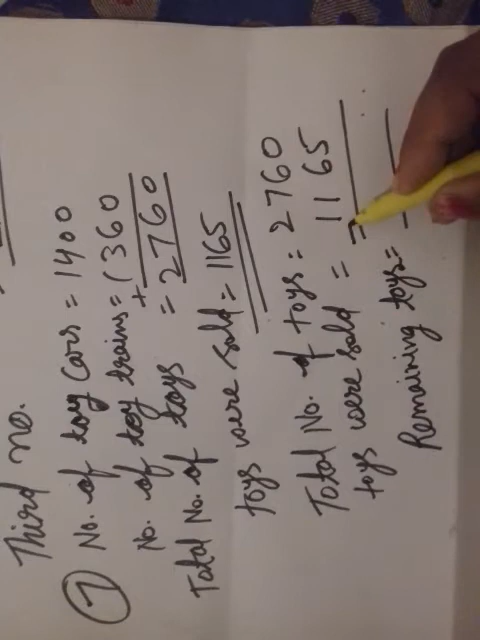 Third no.
7 No. of toy Cars = 1400
No. of toy trains = 1360
+
Total No. of toys = 2760
toys were sold = 1165
Total No. of toys = 2760
toys were sold = 1165
-
Remaining toys =